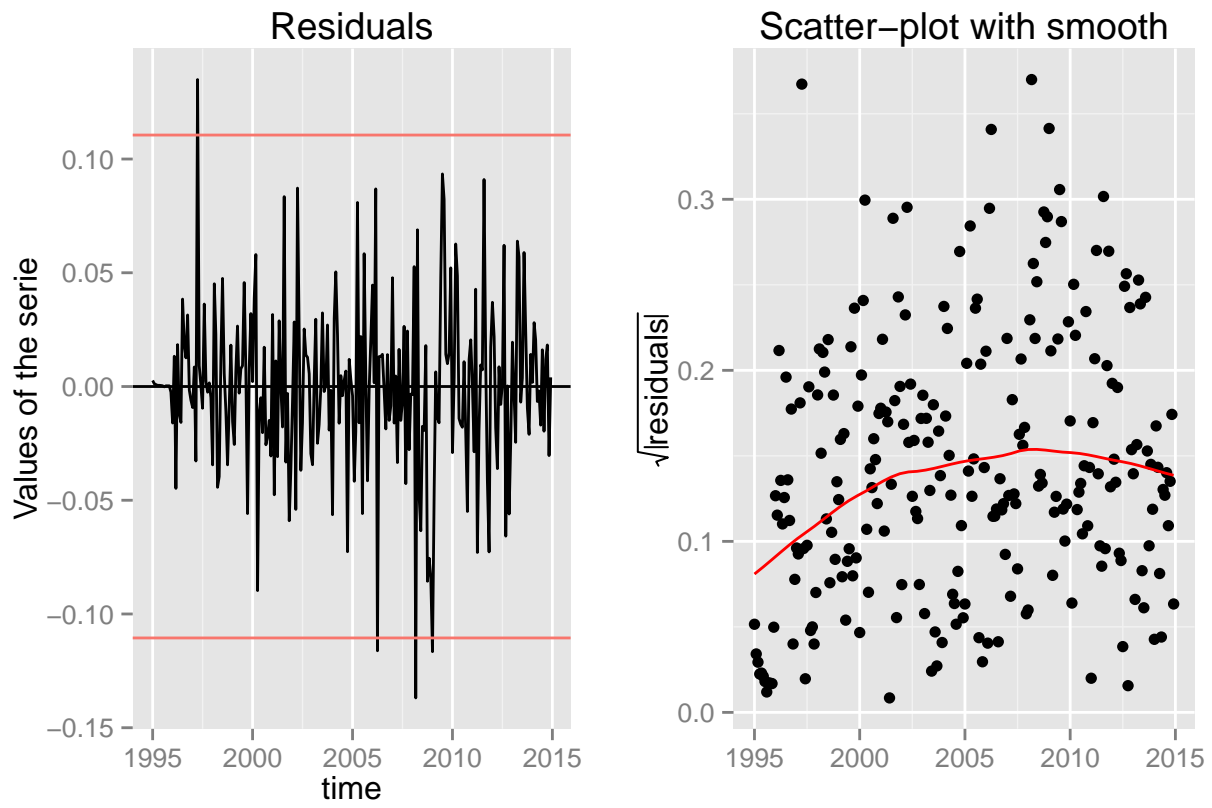 Residuals
Values of the serie
0.10
0.05
0.00
−0.05
−0.10
−0.15
1995 2000 2005 2010 2015
time
Scatter−plot with smooth
√|residuals|
0.3
0.2
0.1
0.0
1995 2000 2005 2010 2015